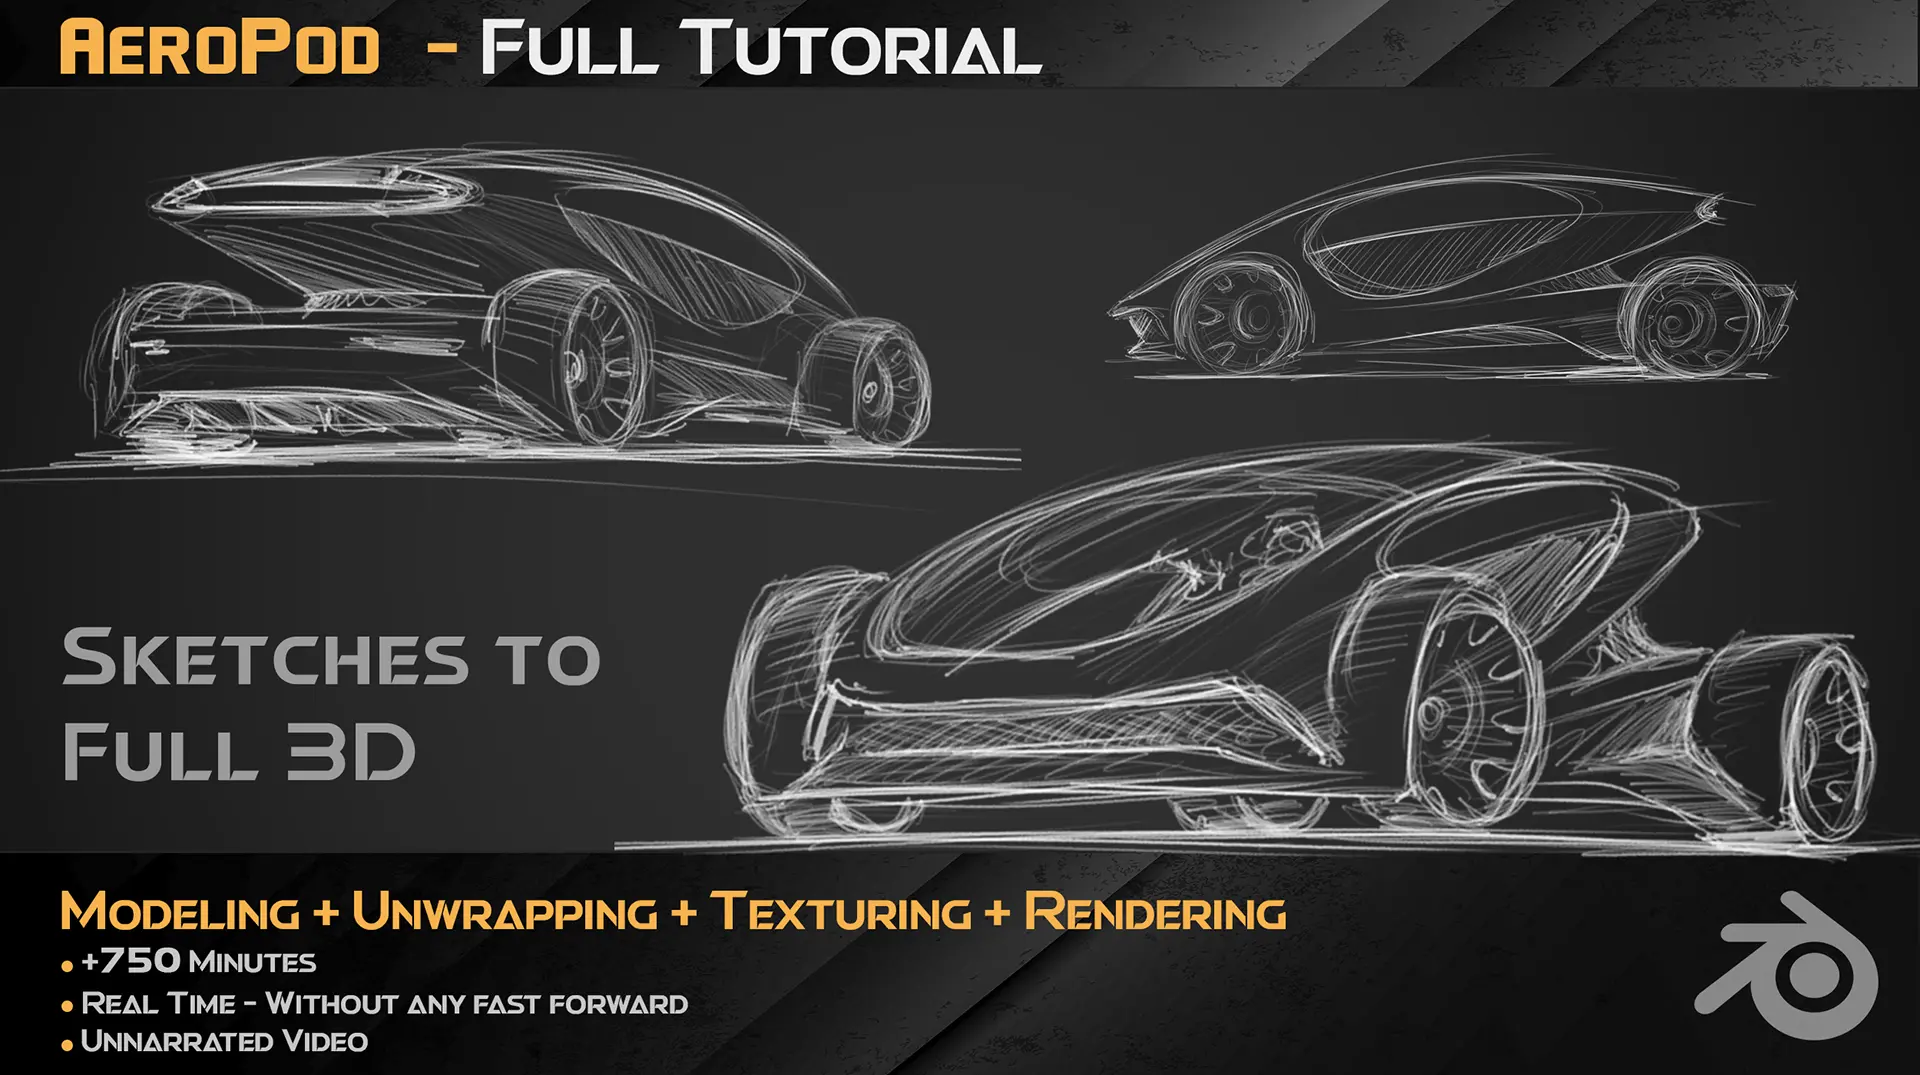 AeroPod - Full Tutorial
Sketches to
Full 3D
Modeling + Unwrapping + Texturing + Rendering
• +750 Minutes
• Real Time - Without any fast forward
• Unnarrated Video